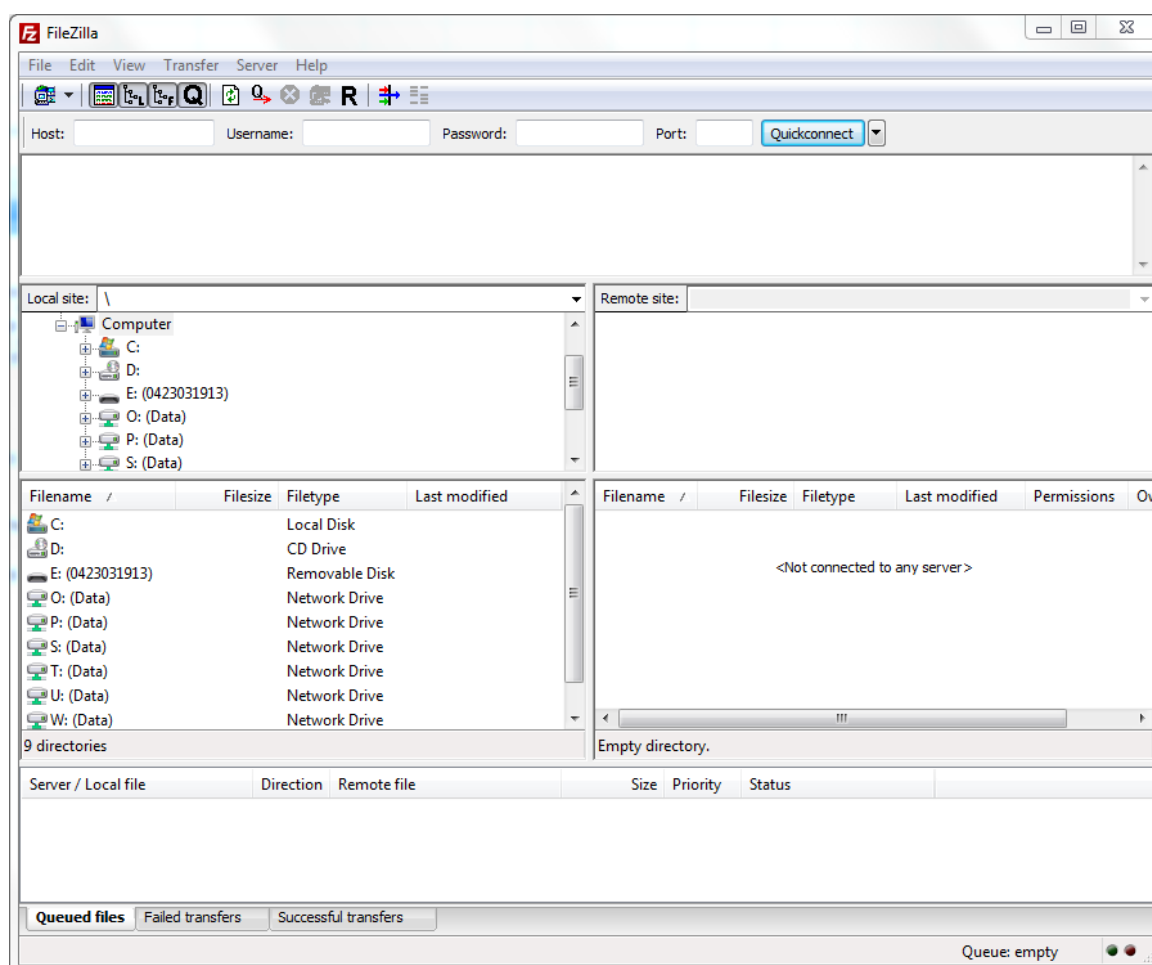 FileZilla
File Edit View Transfer Server Help
Host: Username: Password: Port: Quickconnect
Local site: \
Computer
C:
D:
E: (0423031913)
O: (Data)
P: (Data)
S: (Data)
Remote site:
Filename Filesize Filetype Last modified
C: Local Disk
D: CD Drive
E: (0423031913) Removable Disk
O: (Data) Network Drive
P: (Data) Network Drive
S: (Data) Network Drive
T: (Data) Network Drive
U: (Data) Network Drive
W: (Data) Network Drive
9 directories
Filename Filesize Filetype Last modified Permissions
<Not connected to any server>
Empty directory.
Server / Local file Direction Remote file Size Priority Status
Queued files Failed transfers Successful transfers
Queue: empty